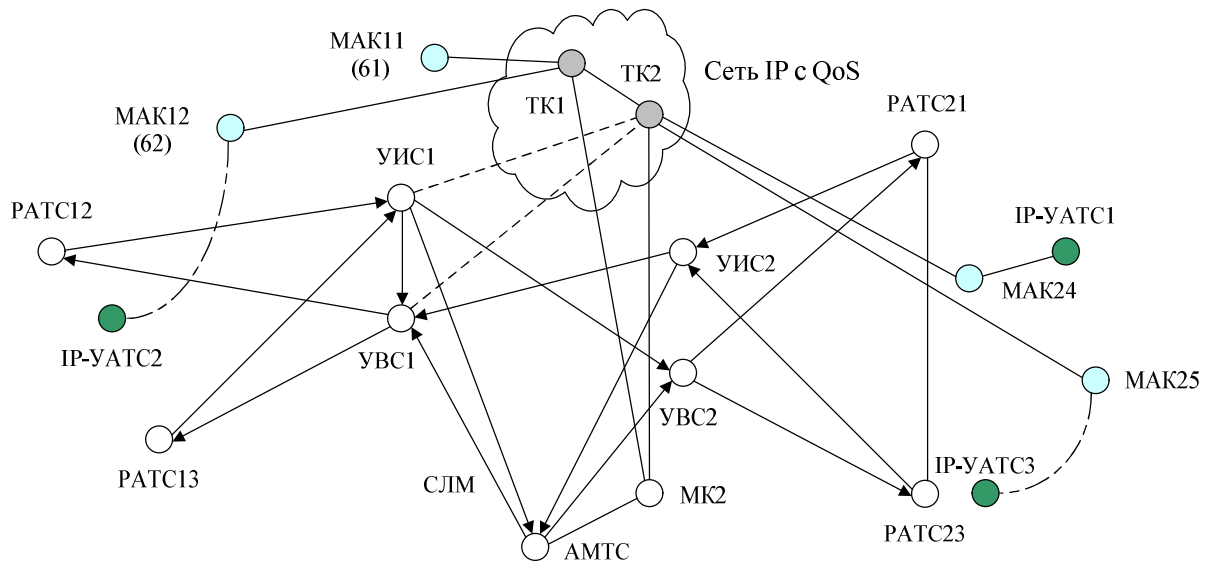 МАК11
(61)
ТК2
Сеть IP с QoS
ТК1
РАТС21
МАК12
(62)
УИС1
РАТС12
IP-УАТС1
УИС2
МАК24
IP-УАТС2
УВС1
МАК25
УВС2
РАТС13
СЛМ
IP-УАТС3
МК2
РАТС23
АМТС